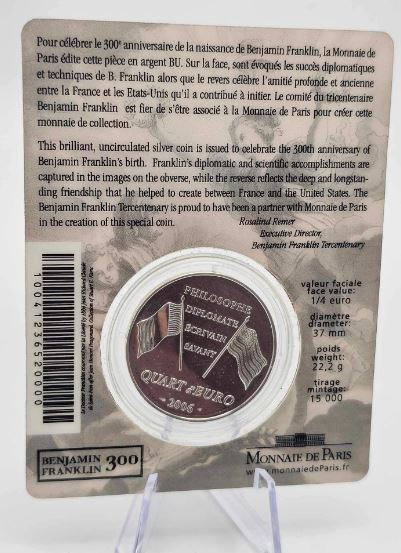 Pour célébrer le 300e anniversaire de la naissance de Benjamin Franklin, la Monnaie de
Paris édite cette pièce en argent BU. Sur la face, sont évoqués les succès diplomatiques
et techniques de B. Franklin alors que le revers célèbre l'amitié profonde et ancienne
entre la France et les Etats-Unis qu'il a contribué à initier. Le comité du tricentenaire
Benjamin Franklin est fier de s'être associé à la Monnaie de Paris pour créer cette
monnaie de collection.
This brilliant, uncirculated silver coin is issued to celebrate the 300th anniversary of
Benjamin Franklin's birth. Franklin's diplomatic and scientific accomplishments are
captured in the images on the obverse, while the reverse reflects the deep and longstan-
ding friendship that he helped to create between France and the United States. The
Benjamin Franklin Tercentenary is proud to have been a partner with Monnaie de Paris
in the creation of this special coin.
Rosalind Remer
Executive Director,
Benjamin Franklin Tercentenary
10041236520000
PHILOSOPHE
DIPLOMATE
ECRIVAIN
SAVANT
QUART d'EURO
2006
valeur faciale
face value:
1/4 euro
diamètre
diameter:
37 mm
poids
weight:
22,2 g
tirage
mintage:
15 000
BENJAMIN
FRANKLIN 300
MONNAIE DE PARIS
www.monnaiedeParis.fr